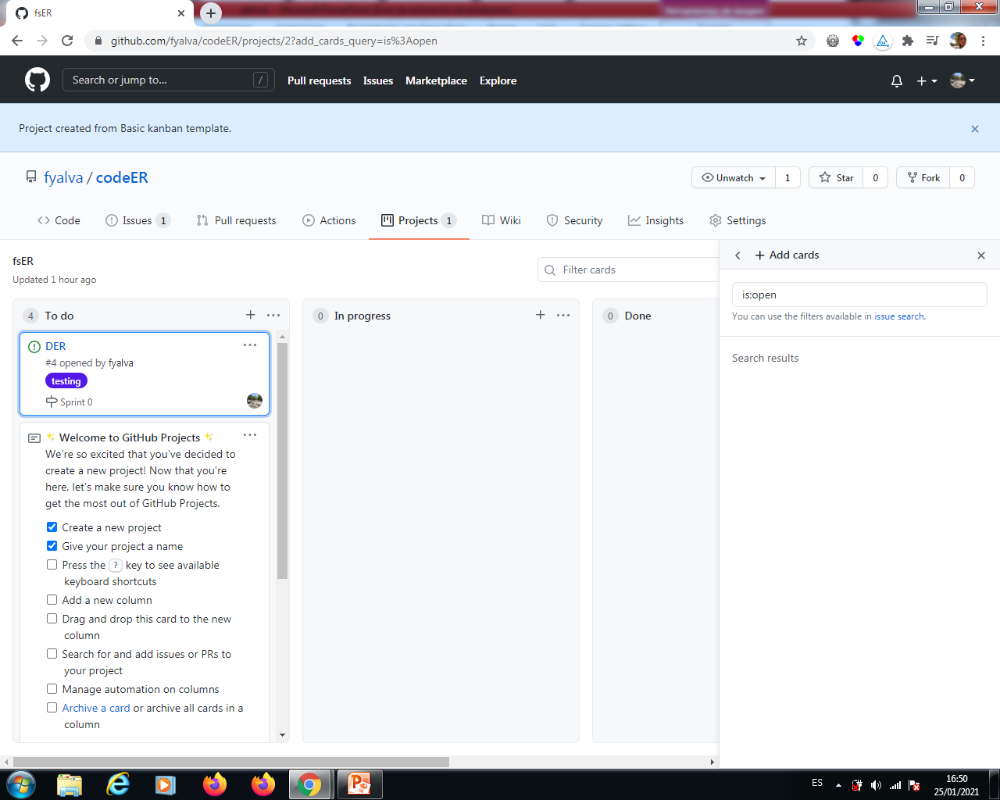 fsER
github.com/fyalva/codeER/projects/2?add_cards_query=is%3Aopen
Search or jump to... /
Pull requests Issues Marketplace Explore
Project created from Basic kanban template.
fyalva / codeER
Unwatch 1 Star 0 Fork 0
Code Issues 1 Pull requests Actions Projects 1 Wiki Security Insights Settings
fsER
Updated 1 hour ago
Filter cards
Add cards
is:open
You can use the filters available in issue search.
Search results
4 To do
DER
#4 opened by fyalva
testing
Sprint 0
✨ Welcome to GitHub Projects ✨
We're so excited that you've decided to
create a new project! Now that you're
here, let's make sure you know how to
get the most out of GitHub Projects.
Create a new project
Give your project a name
Press the ? key to see available
keyboard shortcuts
Add a new column
Drag and drop this card to the new
column
Search for and add issues or PRs to
your project
Manage automation on columns
Archive a card or archive all cards in a
column
0 In progress
0 Done
ES
16:50
25/01/2021